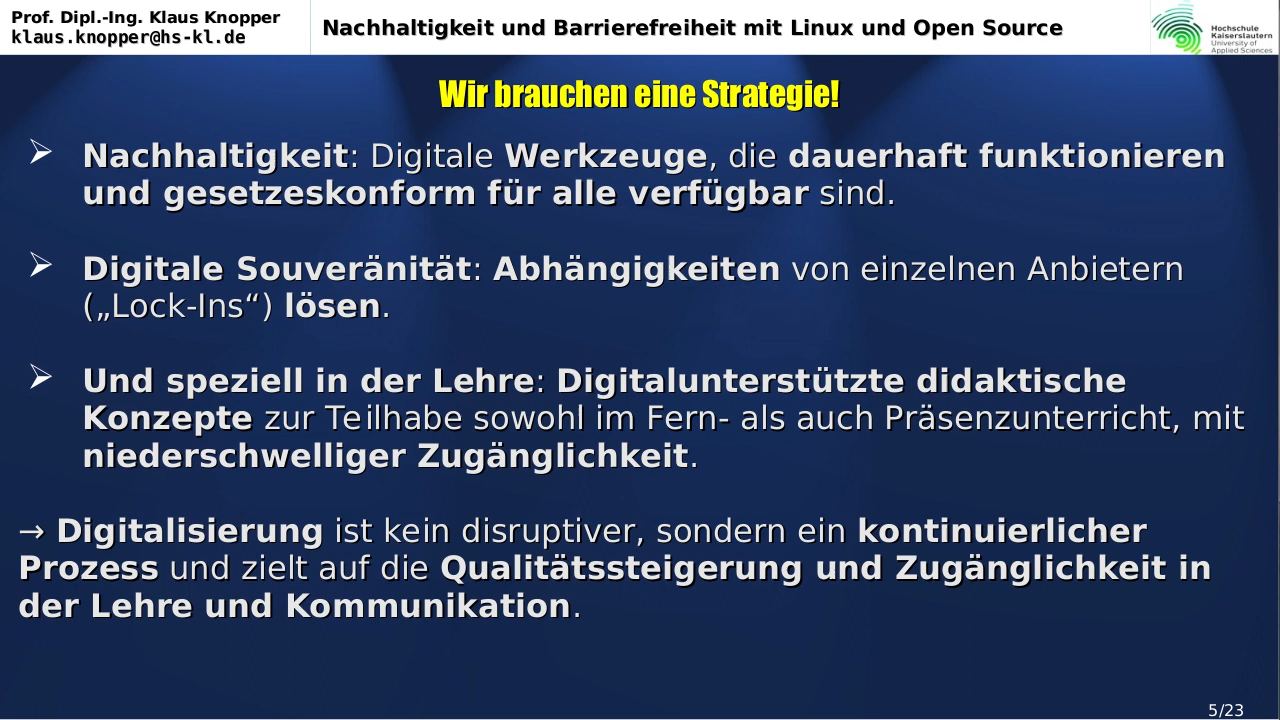 Prof. Dipl.-Ing. Klaus Knopper
klaus.knopper@hs-kl.de
Nachhaltigkeit und Barrierefreiheit mit Linux und Open Source
Hochschule
Kaiserslautern
University of
Applied Sciences
Wir brauchen eine Strategie!
➢ Nachhaltigkeit: Digitale Werkzeuge, die dauerhaft funktionieren
und gesetzeskonform für alle verfügbar sind.
➢ Digitale Souveränität: Abhängigkeiten von einzelnen Anbietern
(„Lock-Ins“) lösen.
➢ Und speziell in der Lehre: Digitalunterstützte didaktische
Konzepte zur Teilhabe sowohl im Fern- als auch Präsenzunterricht, mit
niederschwelliger Zugänglichkeit.
→ Digitalisierung ist kein disruptiver, sondern ein kontinuierlicher
Prozess und zielt auf die Qualitätssteigerung und Zugänglichkeit in
der Lehre und Kommunikation.
5/23